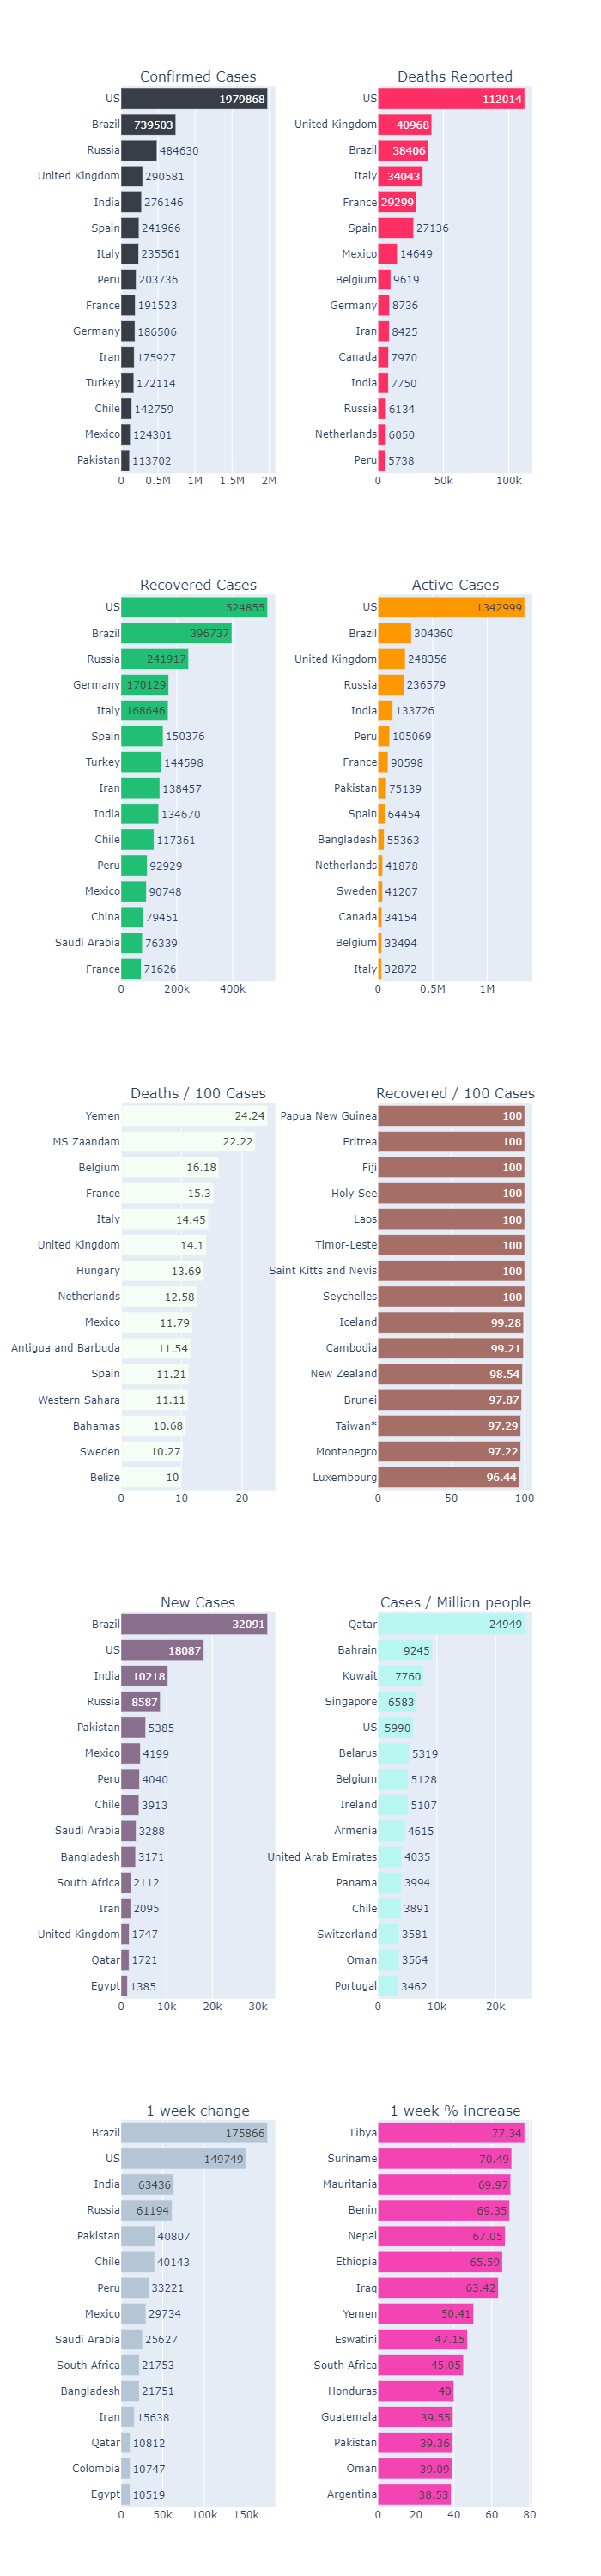 Confirmed Cases
US 1979868
Brazil 739503
Russia 484630
United Kingdom 290581
India 276146
Spain 241966
Italy 235561
Peru 203736
France 191523
Germany 186506
Iran 175927
Turkey 172114
Chile 142759
Mexico 124301
Pakistan 113702
0 0.5M 1M 1.5M 2M
Deaths Reported
US 112014
United Kingdom 40968
Brazil 38406
Italy 34043
France 29299
Spain 27136
Mexico 14649
Belgium 9619
Germany 8736
Iran 8425
Canada 7970
India 7750
Russia 6134
Netherlands 6050
Peru 5738
0 50k 100k
Recovered Cases
US 524855
Brazil 396737
Russia 241917
Germany 170129
Italy 168646
Spain 150376
Turkey 144598
Iran 138457
India 134670
Chile 117361
Peru 92929
Mexico 90748
China 79451
Saudi Arabia 76339
France 71626
0 200k 400k
Active Cases
US 1342999
Brazil 304360
United Kingdom 248356
Russia 236579
India 133726
Peru 105069
France 90598
Pakistan 75139
Spain 64454
Bangladesh 55363
Netherlands 41878
Sweden 41207
Canada 34154
Belgium 33494
Italy 32872
0 0.5M 1M
Deaths / 100 Cases
Yemen 24.24
MS Zaandam 22.22
Belgium 16.18
France 15.3
Italy 14.45
United Kingdom 14.1
Hungary 13.69
Netherlands 12.58
Mexico 11.79
Antigua and Barbuda 11.54
Spain 11.21
Western Sahara 11.11
Bahamas 10.68
Sweden 10.27
Belize 10
0 10 20
Recovered / 100 Cases
Papua New Guinea 100
Eritrea 100
Fiji 100
Holy See 100
Laos 100
Timor-Leste 100
Saint Kitts and Nevis 100
Seychelles 100
Iceland 99.28
Cambodia 99.21
New Zealand 98.54
Brunei 97.87
Taiwan* 97.29
Montenegro 97.22
Luxembourg 96.44
0 50 100
New Cases
Brazil 32091
US 18087
India 10218
Russia 8587
Pakistan 5385
Mexico 4199
Peru 4040
Chile 3913
Saudi Arabia 3288
Bangladesh 3171
South Africa 2112
Iran 2095
United Kingdom 1747
Qatar 1721
Egypt 1385
0 10k 20k 30k
Cases / Million people
Qatar 24949
Bahrain 9245
Kuwait 7760
Singapore 6583
US 5990
Belarus 5319
Belgium 5128
Ireland 5107
Armenia 4615
United Arab Emirates 4035
Panama 3994
Chile 3891
Switzerland 3581
Oman 3564
Portugal 3462
0 10k 20k
1 week change
Brazil 175866
US 149749
India 63436
Russia 61194
Pakistan 40807
Chile 40143
Peru 33221
Mexico 29734
Saudi Arabia 25627
South Africa 21753
Bangladesh 21751
Iran 15638
Qatar 10812
Colombia 10747
Egypt 10519
0 50k 100k 150k
1 week % increase
Libya 77.34
Suriname 70.49
Mauritania 69.97
Benin 69.35
Nepal 67.05
Ethiopia 65.59
Iraq 63.42
Yemen 50.41
Eswatini 47.15
South Africa 45.05
Honduras 40
Guatemala 39.55
Pakistan 39.36
Oman 39.09
Argentina 38.53
0 20 40 60 80